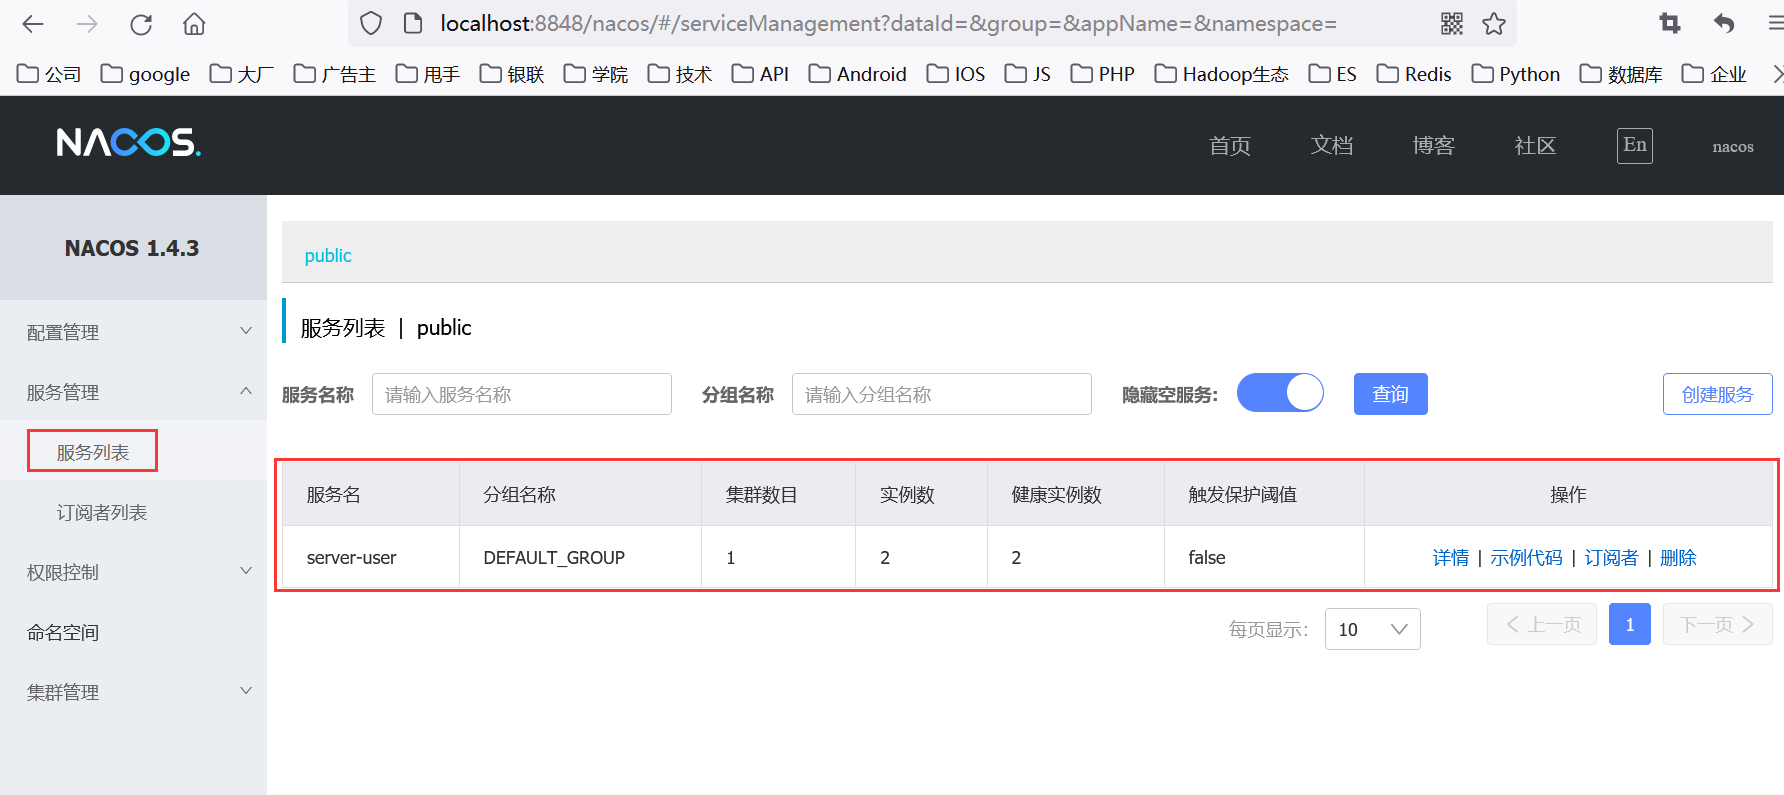 localhost:8848/nacos/#/serviceManagement?dataId=&group=&appName=&namespace=
公司 google 大厂 广告主 甩手 银联 学院 技术 API Android IOS JS PHP Hadoop生态 ES Redis Python 数据库 企业
NACOS. 首页 文档 博客 社区 En nacos
NACOS 1.4.3
配置管理
服务管理
服务列表
订阅者列表
权限控制
命名空间
集群管理
public
服务列表 | public
服务名称 请输入服务名称 分组名称 请输入分组名称 隐藏空服务: 查询 创建服务
服务名 分组名称 集群数目 实例数 健康实例数 触发保护阈值 操作
server-user DEFAULT_GROUP 1 2 2 false 详情 | 示例代码 | 订阅者 | 删除
每页显示: 10 上一页 1 下一页